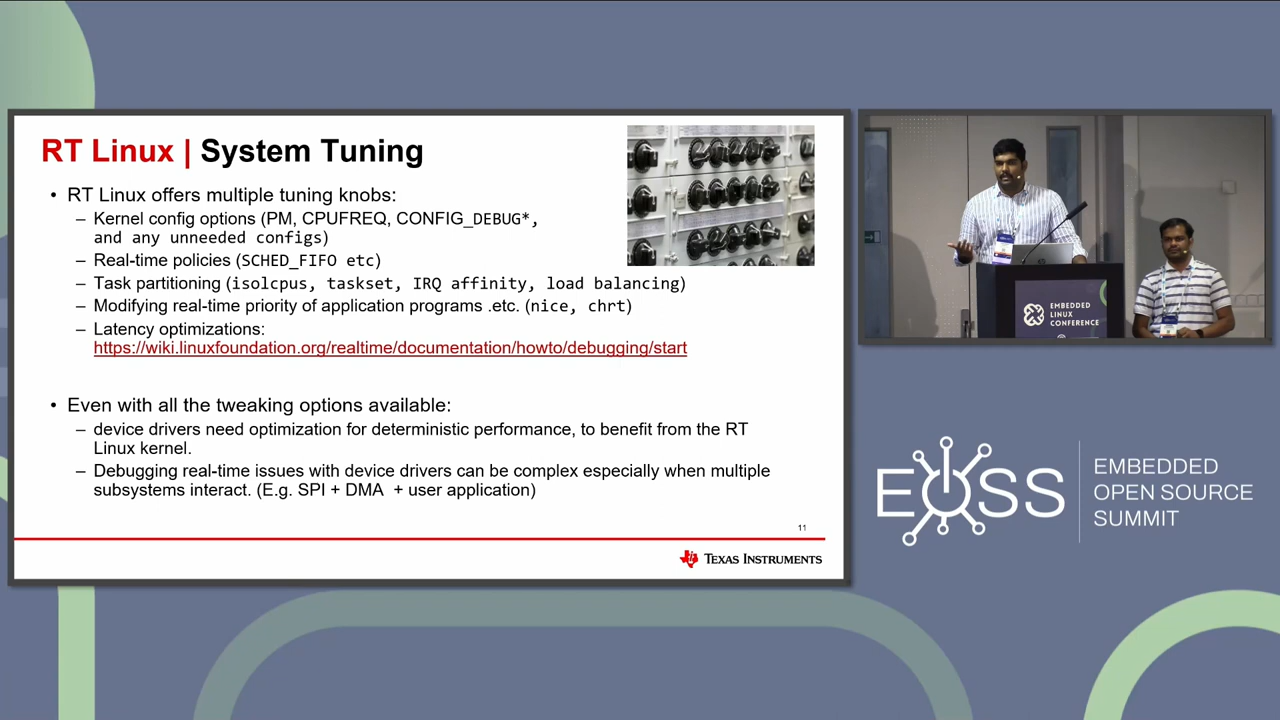 RT Linux | System Tuning
• RT Linux offers multiple tuning knobs:
– Kernel config options (PM, CPUFREQ, CONFIG_DEBUG*,
and any unneeded configs)
– Real-time policies (SCHED_FIFO etc)
– Task partitioning (isolcpus, taskset, IRQ affinity, load balancing)
– Modifying real-time priority of application programs .etc. (nice, chrt)
– Latency optimizations:
https://wiki.linuxfoundation.org/realtime/documentation/howto/debugging/start
• Even with all the tweaking options available:
– device drivers need optimization for deterministic performance, to benefit from the RT
Linux kernel.
– Debugging real-time issues with device drivers can be complex especially when multiple
subsystems interact. (E.g. SPI + DMA + user application)
11
TEXAS INSTRUMENTS
EMBEDDED
LINUX
CONFERENCE
EOSS
EMBEDDED
OPEN SOURCE
SUMMIT